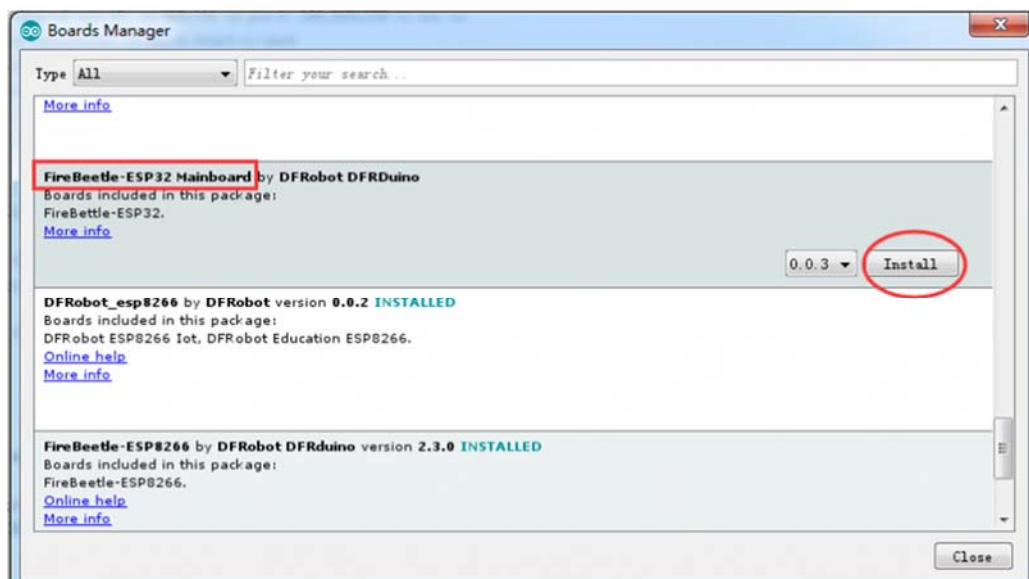 Boards Manager
Type All Filter your search...
More info
FireBeetle-ESP32 Mainboard by DFRobot DFRDuino
Boards included in this package:
FireBettle-ESP32.
More info
0.0.3 Install
DFRobot_esp8266 by DFRobot version 0.0.2 INSTALLED
Boards included in this package:
DFRobot ESP8266 Iot, DFRobot Education ESP8266.
Online help
More info
FireBeetle-ESP8266 by DFRobot DFRduino version 2.3.0 INSTALLED
Boards included in this package:
FireBeetle-ESP8266.
Online help
More info
Close